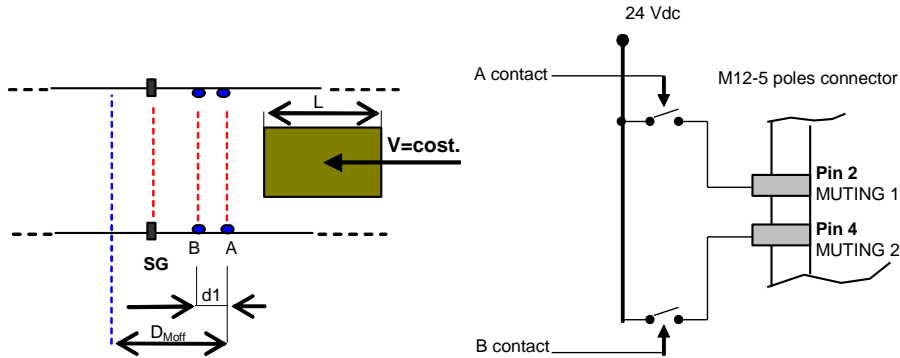 L
V=cost.
B
A
SG
d1
DMoff
24 Vdc
A contact
M12-5 poles connector
Pin 2
MUTING 1
Pin 4
MUTING 2
B contact